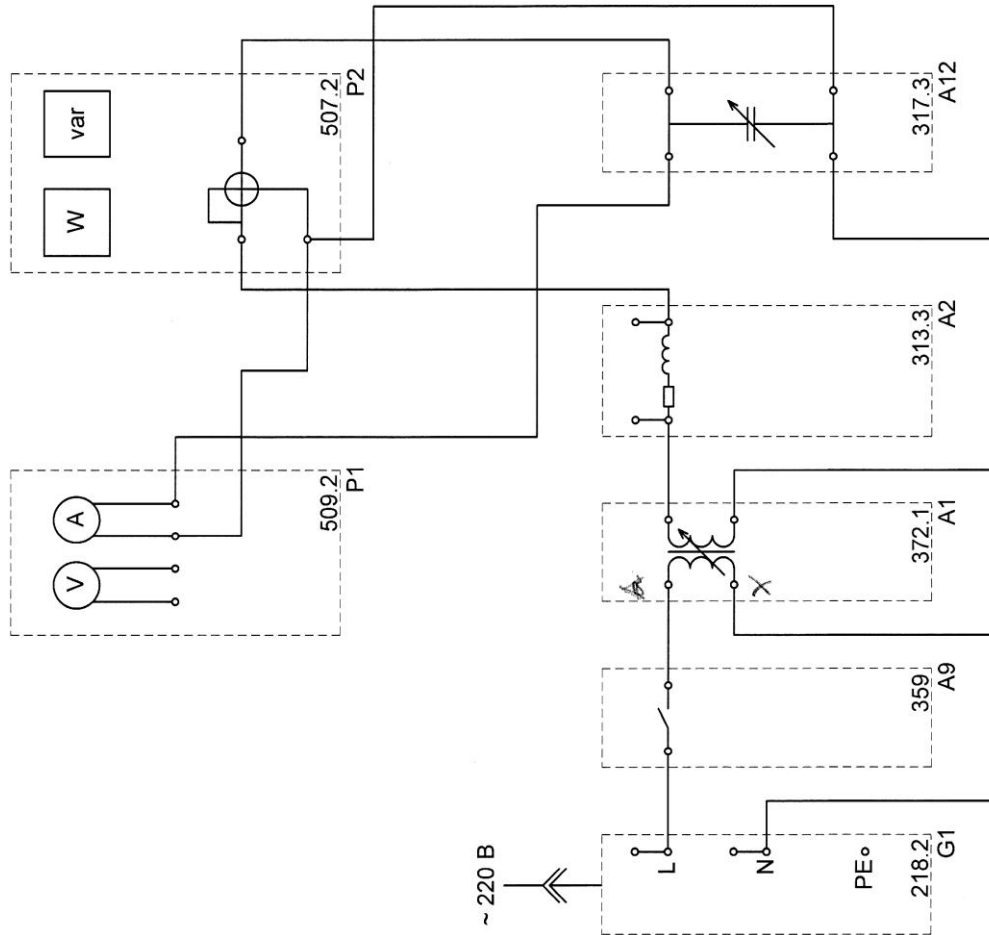 var
W
507.2
P2
A
V
509.2
P1
317.3
A12
313.3
A2
372.1
A1
X
359
A9
~ 220 В
L
N
PE
218.2
G1